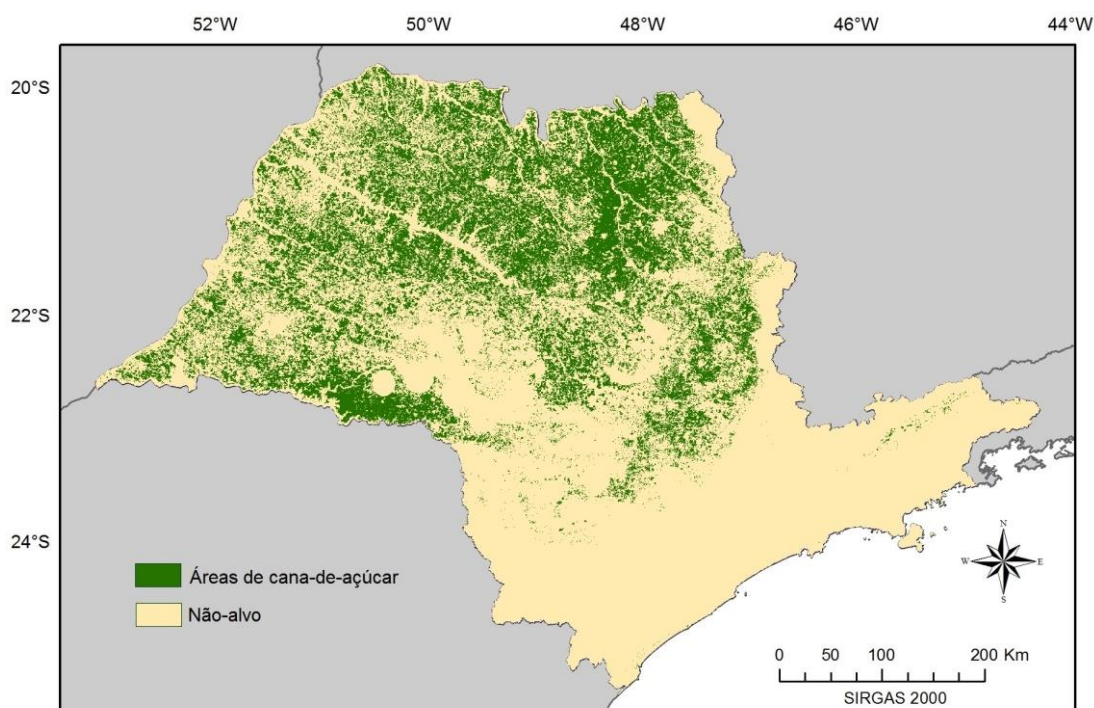 52°W 50°W 48°W 46°W 44°W
20°S
22°S
24°S
Áreas de cana-de-açúcar
Não-alvo
N
W E
S
0 50 100 200 Km
SIRGAS 2000